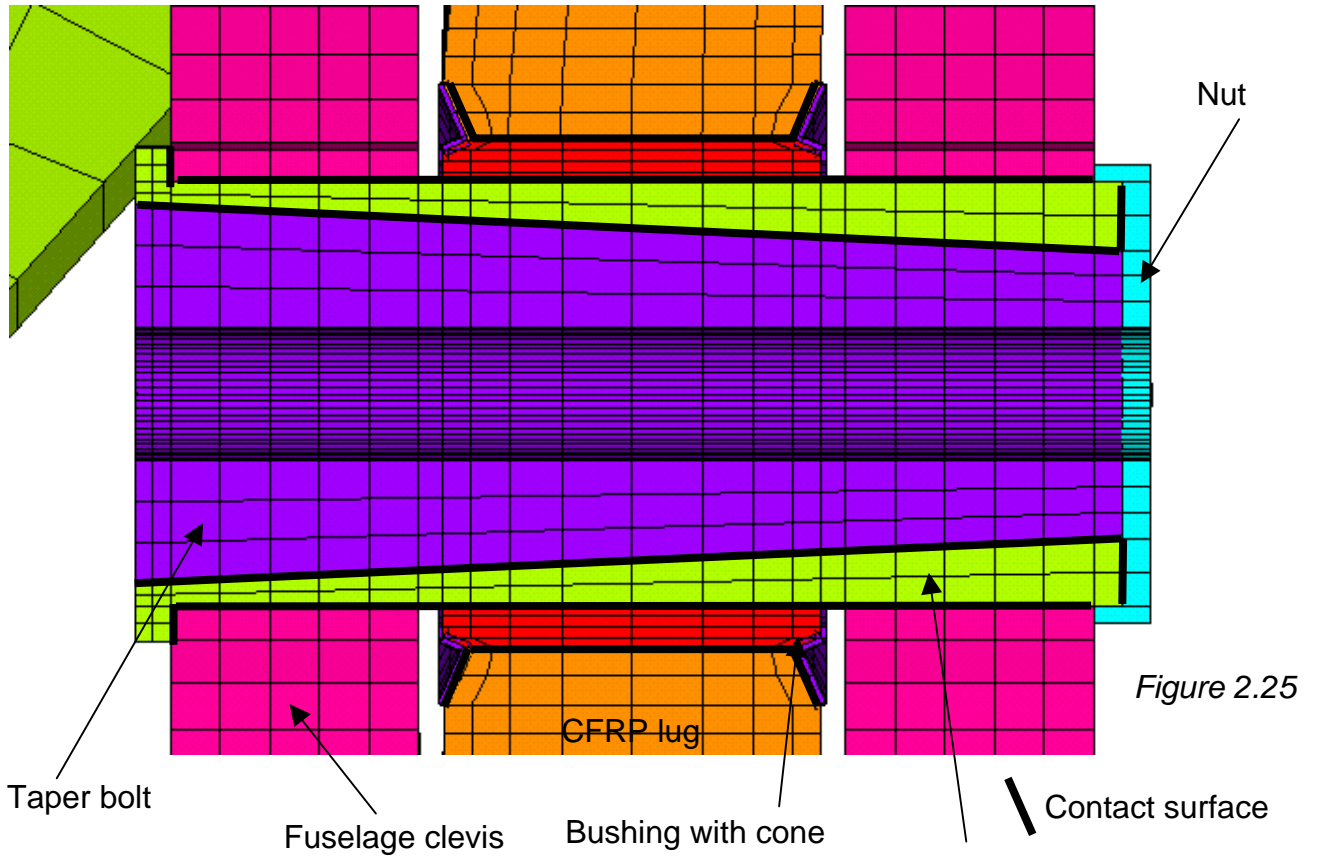 Nut
Figure 2.25
CFRP lug
Taper bolt
Contact surface
Fuselage clevis
Bushing with cone